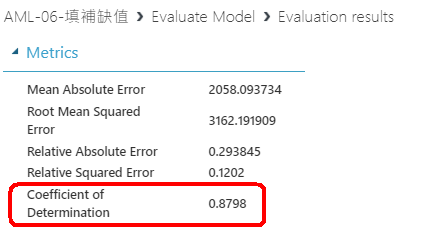 AML-06-填補缺值 › Evaluate Model › Evaluation results
Metrics
Mean Absolute Error 2058.093734
Root Mean Squared
Error 3162.191909
Relative Absolute Error 0.293845
Relative Squared Error 0.1202
Coefficient of
Determination 0.8798